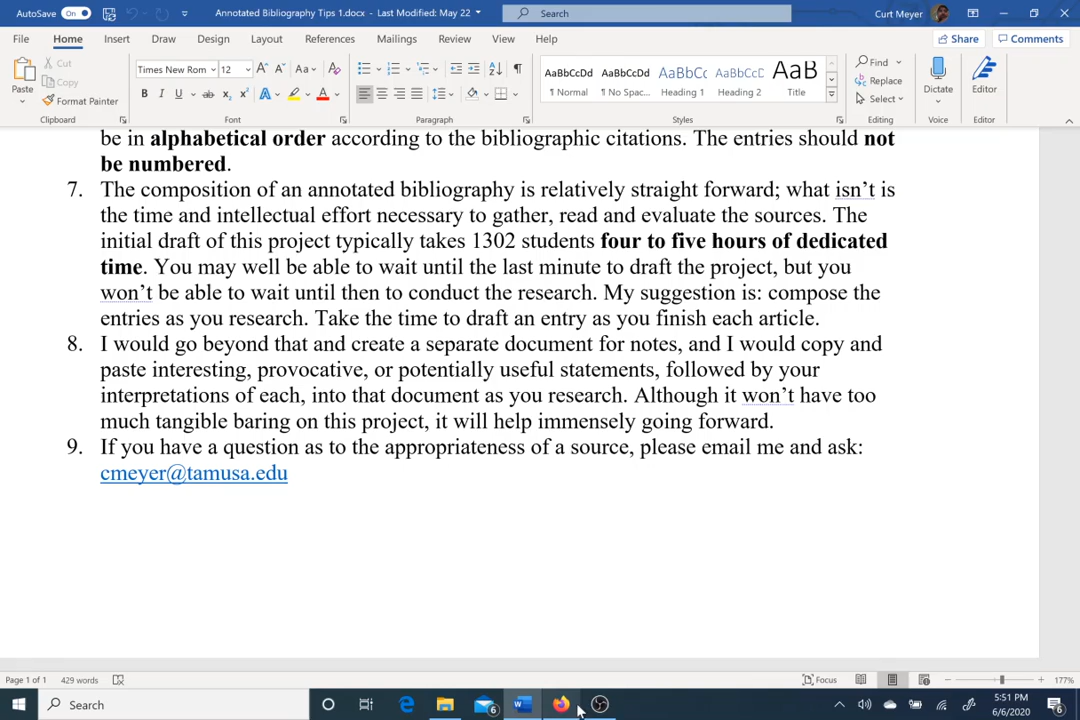 AutoSave On Annotated Bibliography Tips 1.docx - Last Modified: May 22 Search Curt Meyer
File Home Insert Draw Design Layout References Mailings Review View Help Share Comments
Paste Cut Copy Format Painter Clipboard
Times New Rom 12 Font
Paragraph
AaBbCcDd ¶ Normal AaBbCcDd ¶ No Spac... AaBbCc Heading 1 AaBbCcD Heading 2 AaB Title Styles
Find Replace Select Editing
Dictate Voice
Editor Editor
be in alphabetical order according to the bibliographic citations. The entries should not
be numbered.
7. The composition of an annotated bibliography is relatively straight forward; what isn't is
the time and intellectual effort necessary to gather, read and evaluate the sources. The
initial draft of this project typically takes 1302 students four to five hours of dedicated
time. You may well be able to wait until the last minute to draft the project, but you
won't be able to wait until then to conduct the research. My suggestion is: compose the
entries as you research. Take the time to draft an entry as you finish each article.
8. I would go beyond that and create a separate document for notes, and I would copy and
paste interesting, provocative, or potentially useful statements, followed by your
interpretations of each, into that document as you research. Although it won't have too
much tangible baring on this project, it will help immensely going forward.
9. If you have a question as to the appropriateness of a source, please email me and ask:
cmeyer@tamusa.edu
Page 1 of 1 429 words Focus 177%
Search 6 5:51 PM
6/6/2020 6